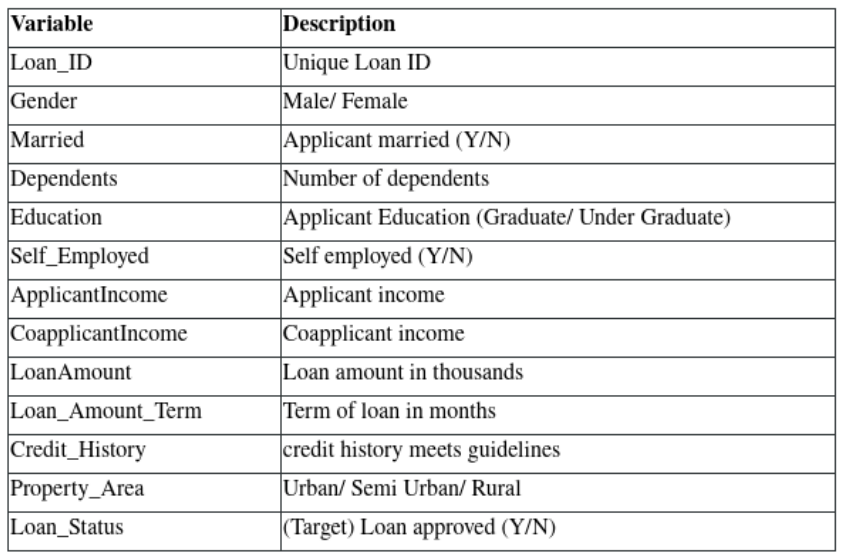 Variable Description
Loan_ID Unique Loan ID
Gender Male/ Female
Married Applicant married (Y/N)
Dependents Number of dependents
Education Applicant Education (Graduate/ Under Graduate)
Self_Employed Self employed (Y/N)
ApplicantIncome Applicant income
CoapplicantIncome Coapplicant income
LoanAmount Loan amount in thousands
Loan_Amount_Term Term of loan in months
Credit_History credit history meets guidelines
Property_Area Urban/ Semi Urban/ Rural
Loan_Status (Target) Loan approved (Y/N)